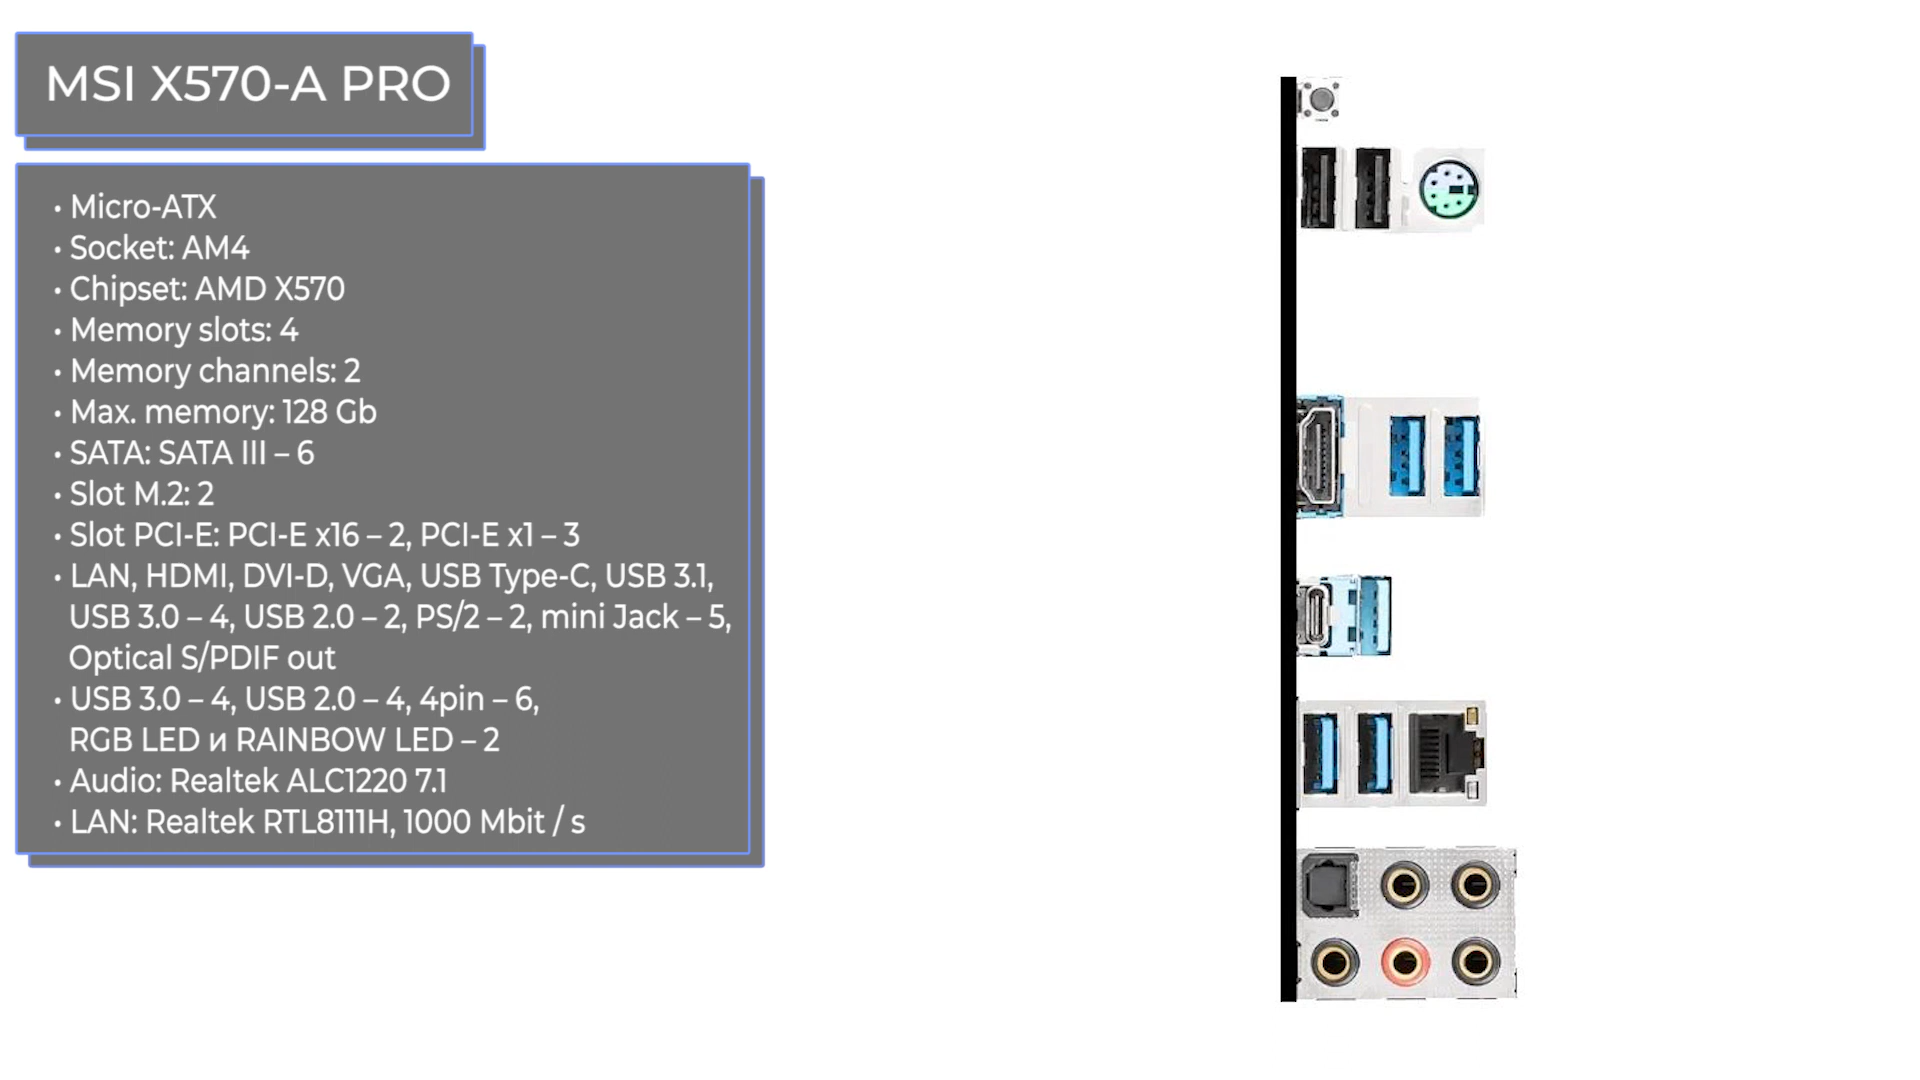 MSI X570-A PRO
• Micro-ATX
• Socket: AM4
• Chipset: AMD X570
• Memory slots: 4
• Memory channels: 2
• Max. memory: 128 Gb
• SATA: SATA III – 6
• Slot M.2: 2
• Slot PCI-E: PCI-E x16 – 2, PCI-E x1 – 3
• LAN, HDMI, DVI-D, VGA, USB Type-C, USB 3.1,
USB 3.0 – 4, USB 2.0 – 2, PS/2 – 2, mini Jack – 5,
Optical S/PDIF out
• USB 3.0 – 4, USB 2.0 – 4, 4pin – 6,
RGB LED и RAINBOW LED – 2
• Audio: Realtek ALC1220 7.1
• LAN: Realtek RTL8111H, 1000 Mbit / s